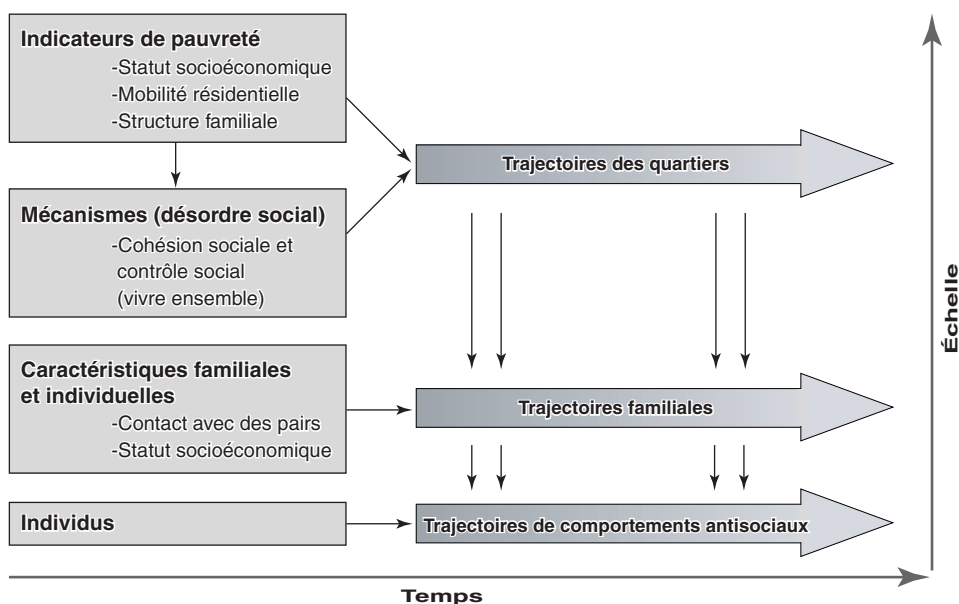 Indicateurs de pauvreté
-Statut socioéconomique
-Mobilité résidentielle
-Structure familiale
Trajectoires des quartiers
Mécanismes (désordre social)
-Cohésion sociale et
contrôle social
(vivre ensemble)
Échelle
Caractéristiques familiales
et individuelles
-Contact avec des pairs
-Statut socioéconomique
Trajectoires familiales
Individus
Trajectoires de comportements antisociaux
Temps